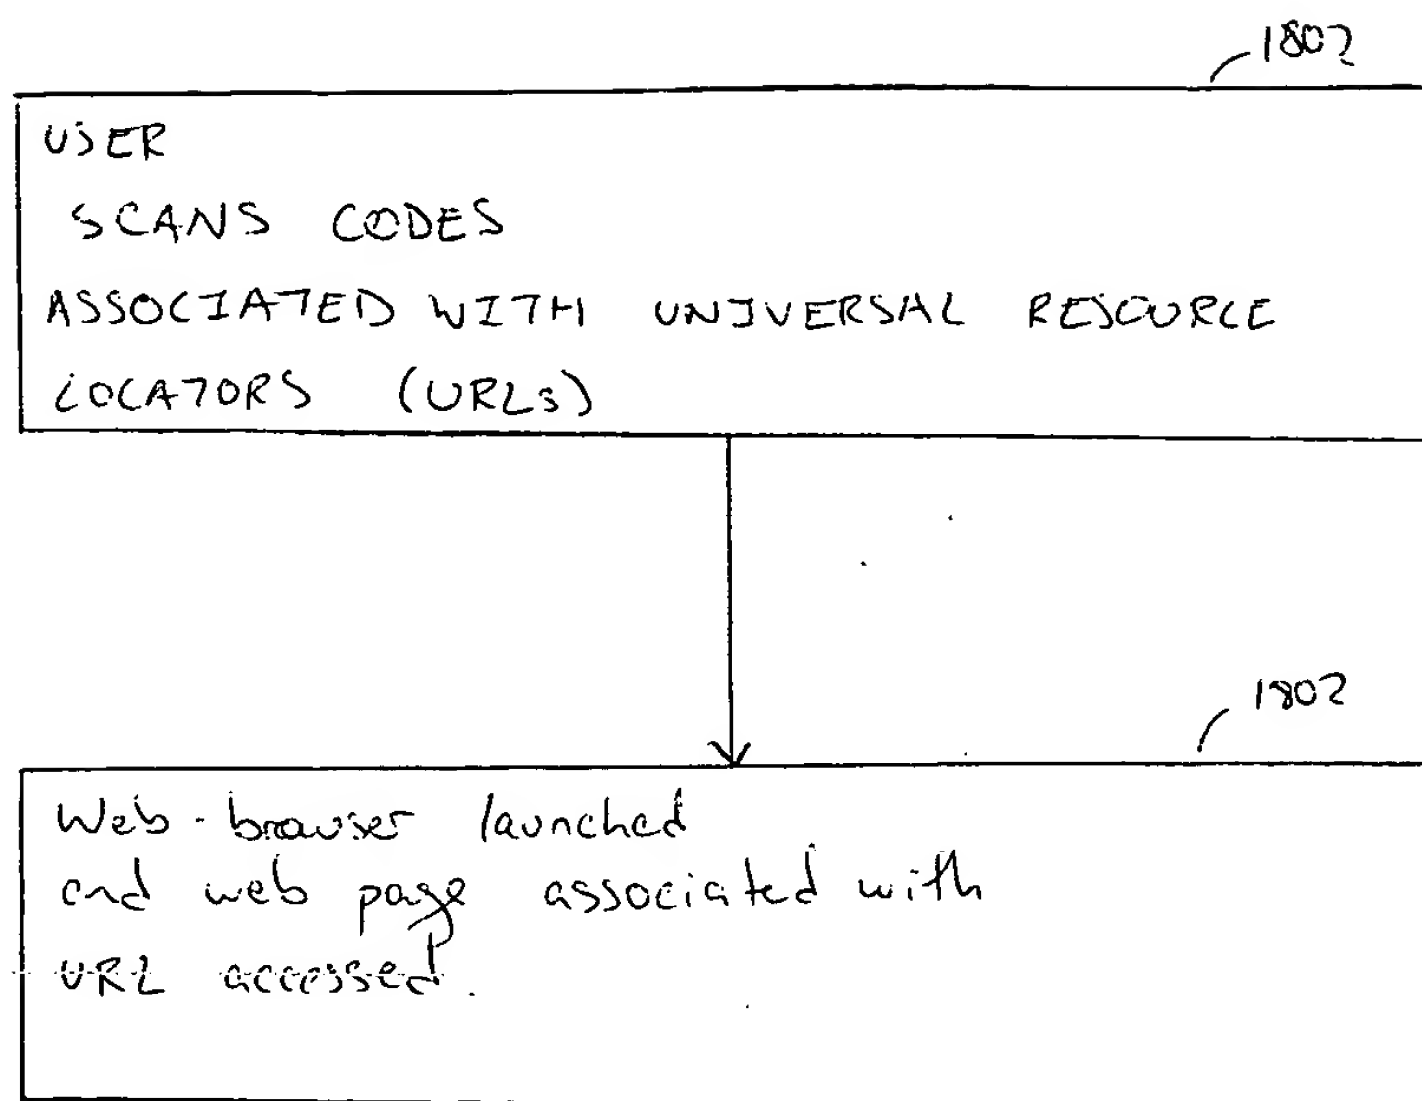 1802
USER
SCANS CODES
ASSOCIATED WITH UNIVERSAL RESOURCE
LOCATORS (URLs)
1802
Web-browser launched
and web page associated with
URL accessed.